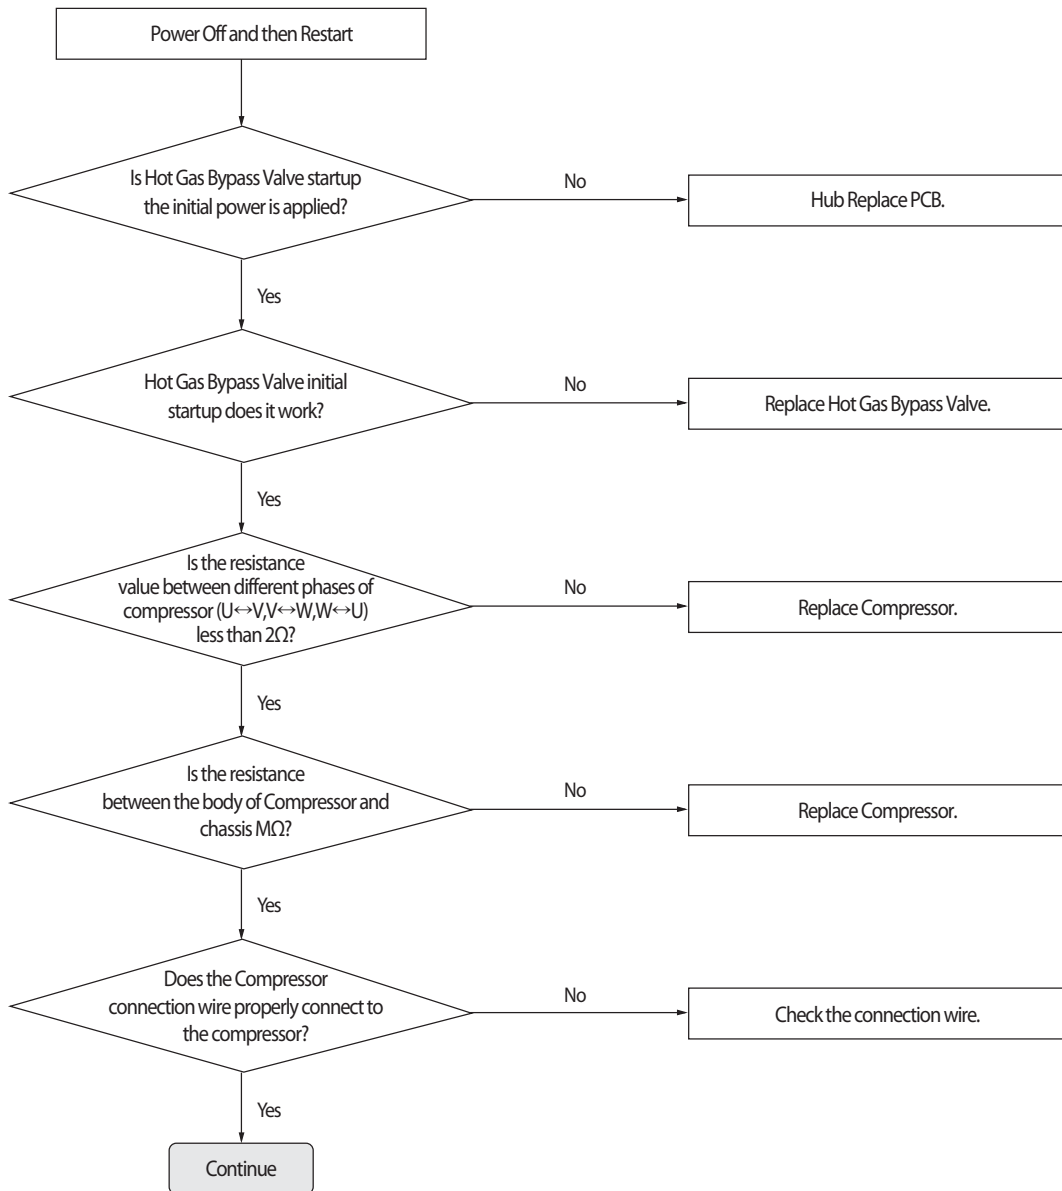 Power Off and then Restart
Is Hot Gas Bypass Valve startup
the initial power is applied?
No
Hub Replace PCB.
Yes
Hot Gas Bypass Valve initial
startup does it work?
No
Replace Hot Gas Bypass Valve.
Yes
Is the resistance
value between different phases of
compressor (U↔V,V↔W,W↔U)
less than 2Ω?
No
Replace Compressor.
Yes
Is the resistance
between the body of Compressor and
chassis MΩ?
No
Replace Compressor.
Yes
Does the Compressor
connection wire properly connect to
the compressor?
No
Check the connection wire.
Yes
Continue